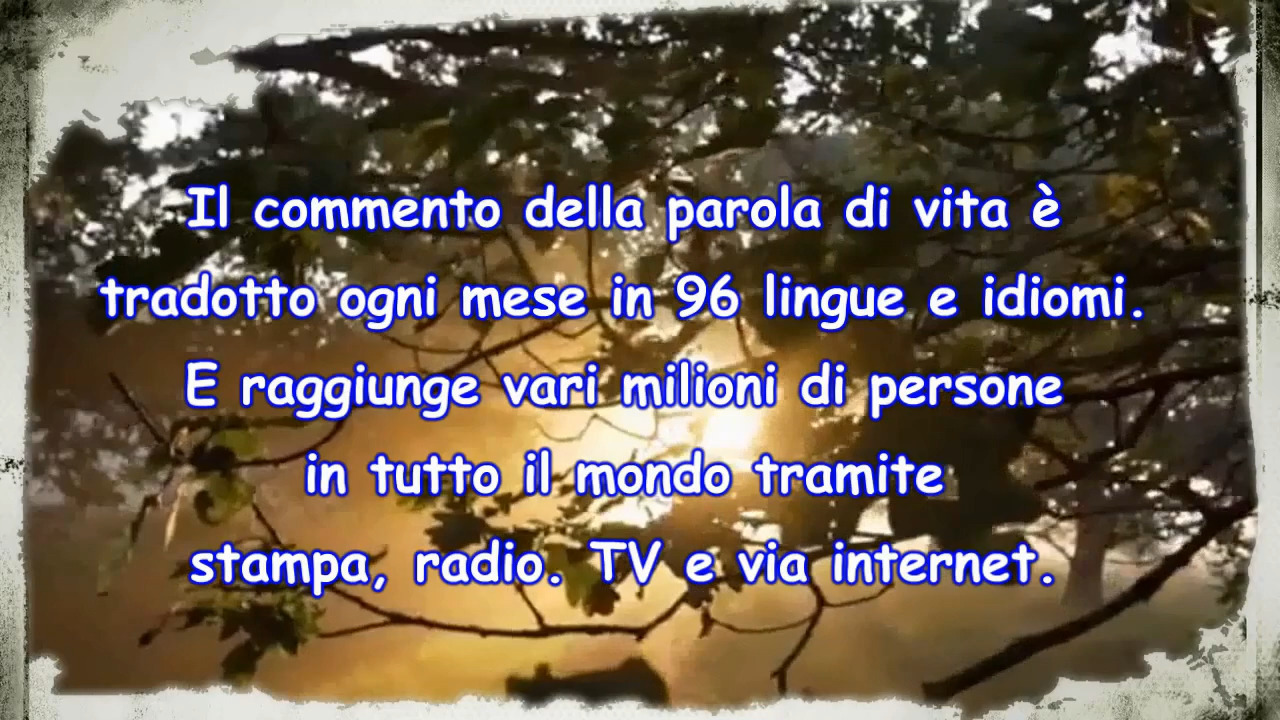 Il commento della parola di vita è
tradotto ogni mese in 96 lingue e idiomi.
E raggiunge vari milioni di persone
in tutto il mondo tramite
stampa, radio. TV e via internet.